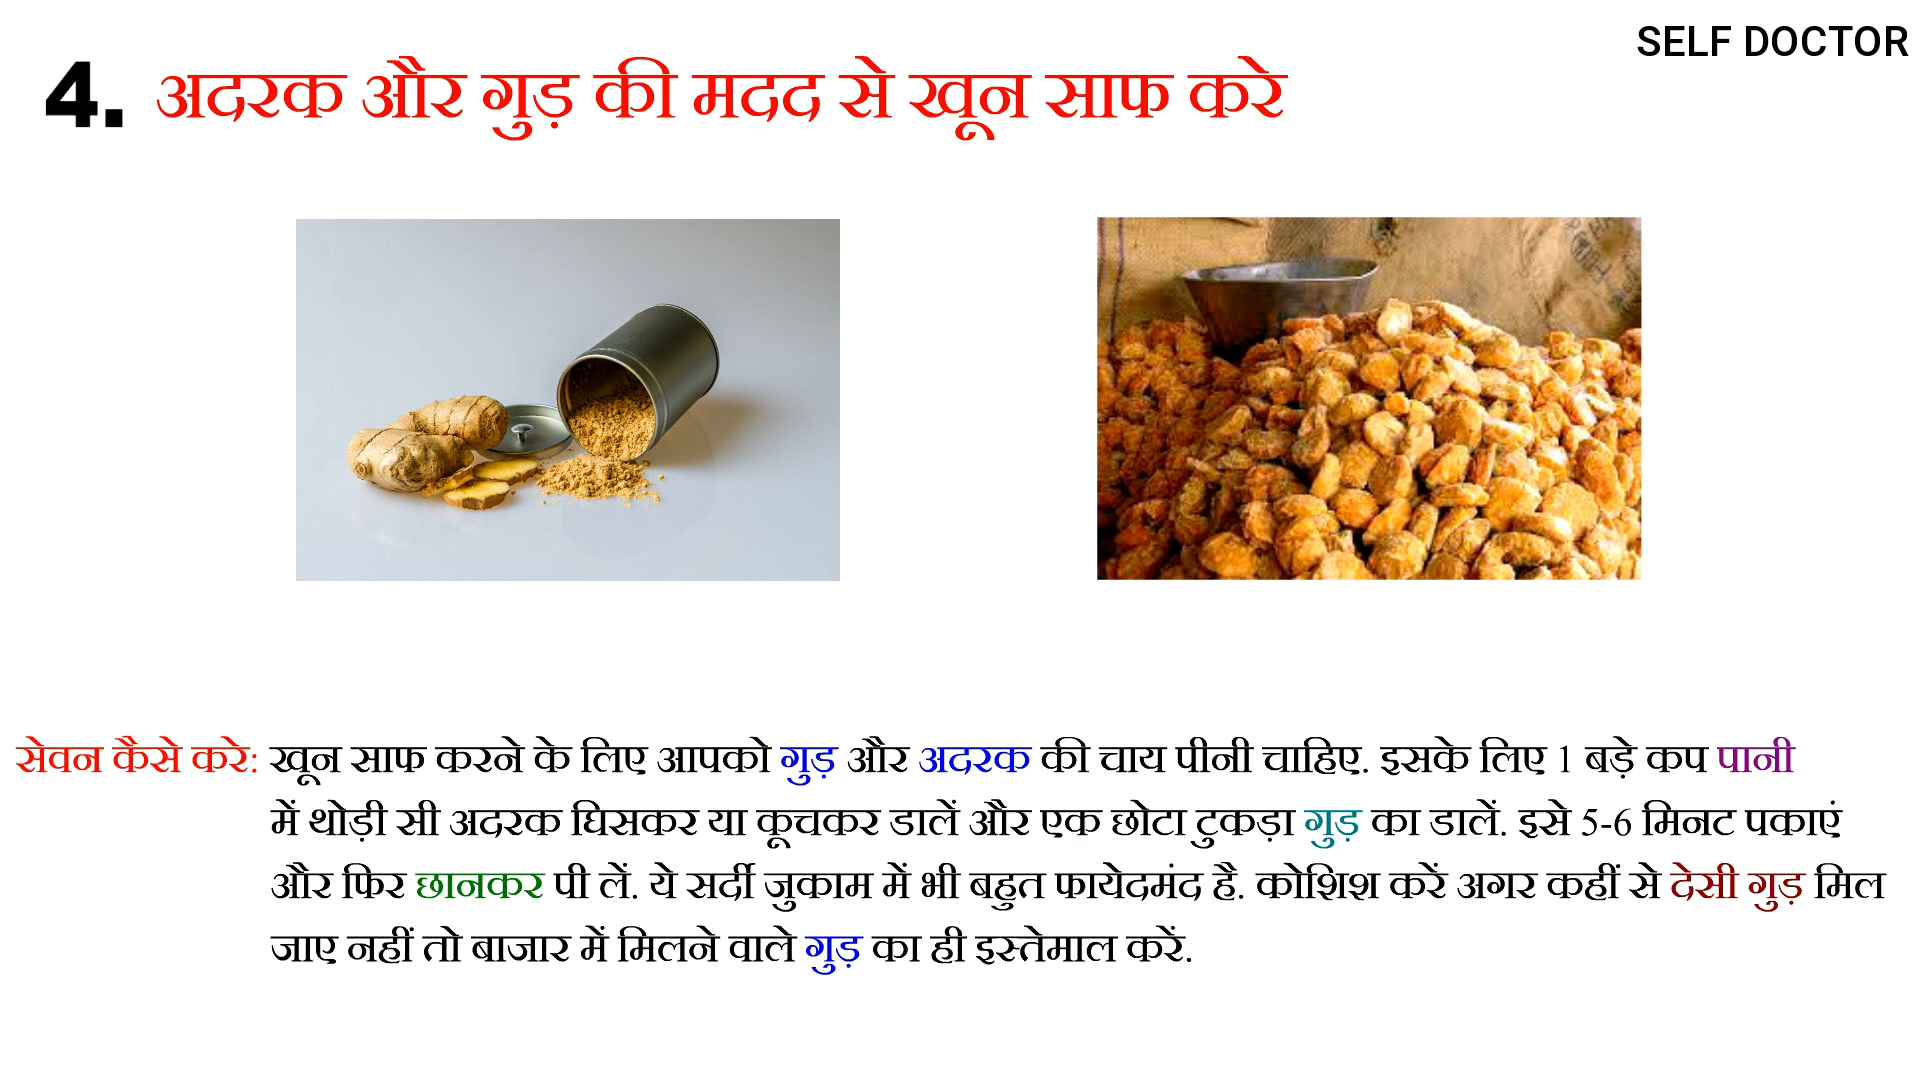 SELF DOCTOR
4. अदरक और गुड़ की मदद से खून साफ करे
सेवन कैसे करे: खून साफ करने के लिए आपको गुड़ और अदरक की चाय पीनी चाहिए. इसके लिए 1 बड़े कप पानी
में थोड़ी सी अदरक घिसकर या कूचकर डालें और एक छोटा टुकड़ा गुड़ का डालें. इसे 5-6 मिनट पकाएं
और फिर छानकर पी लें. ये सर्दी जुकाम में भी बहुत फायेदमंद है. कोशिश करें अगर कहीं से देसी गुड़ मिल
जाए नहीं तो बाजार में मिलने वाले गुड़ का ही इस्तेमाल करें.